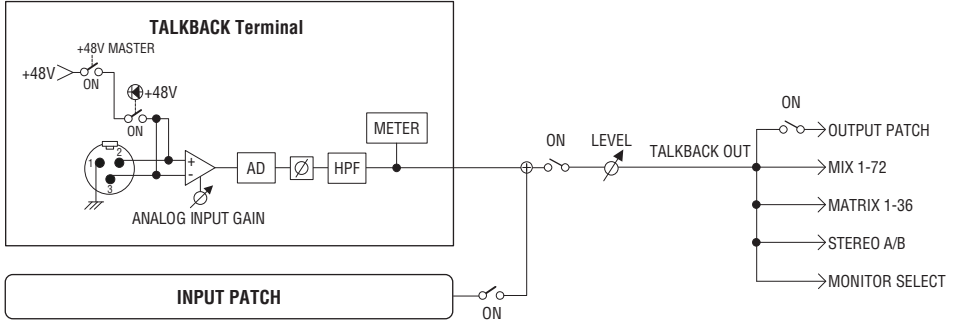 TALKBACK Terminal
+48V MASTER
+48V
ON
+48V
ON
1
2
3
+
-
ANALOG INPUT GAIN
AD
Ø
HPF
METER
ON
LEVEL
TALKBACK OUT
ON
OUTPUT PATCH
MIX 1-72
MATRIX 1-36
STEREO A/B
MONITOR SELECT
INPUT PATCH
ON